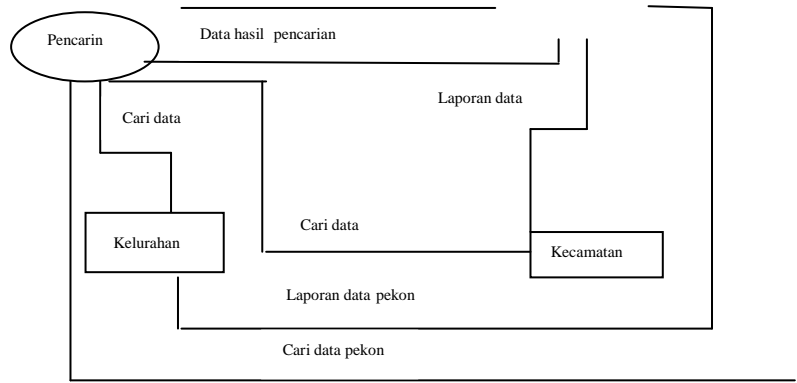 Pencarin
Data hasil pencarian
Laporan data
Cari data
Cari data
Kelurahan
Kecamatan
Laporan data pekon
Cari data pekon